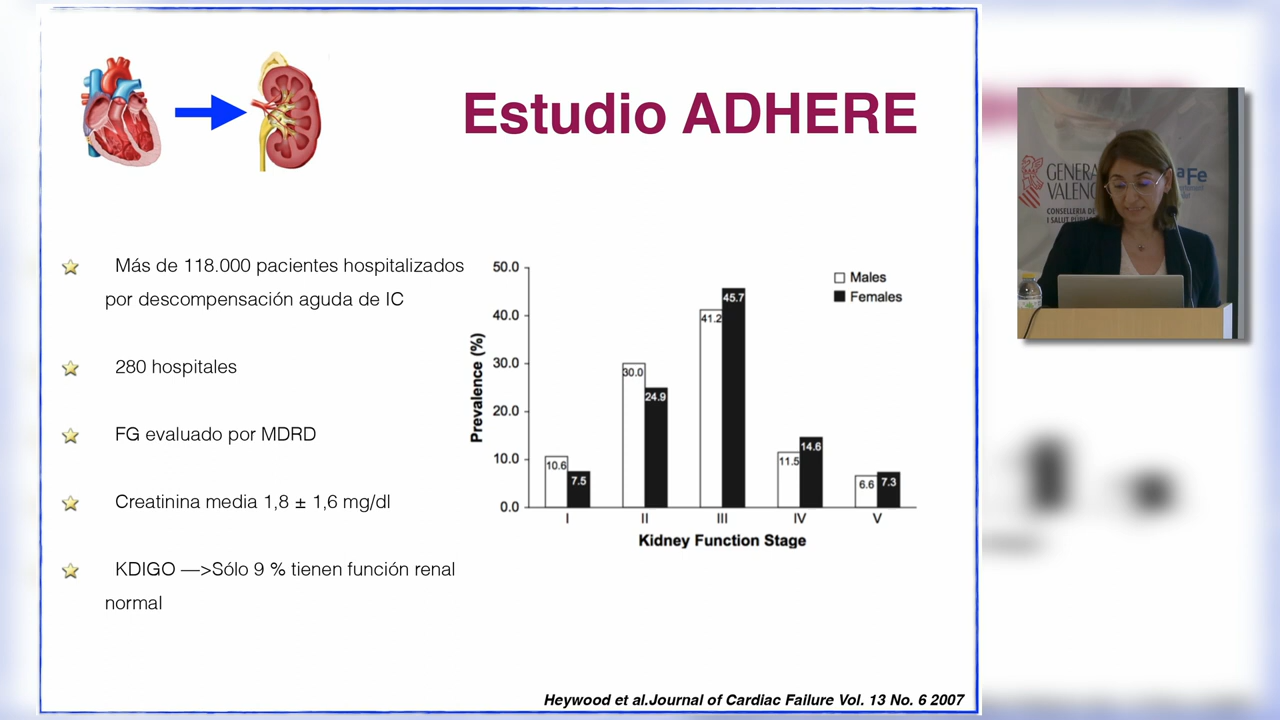 Estudio ADHERE
Más de 118.000 pacientes hospitalizados
por descompensación aguda de IC
280 hospitales
FG evaluado por MDRD
Creatinina media 1,8 ± 1,6 mg/dl
KDIGO —>Sólo 9 % tienen función renal
normal
Males
Females
Prevalence (%)
50.0
40.0
30.0
20.0
10.0
0.0
10.6
7.5
30.0
24.9
41.2
45.7
11.5
14.6
6.6
7.3
I
II
III
IV
V
Kidney Function Stage
Heywood et al.Journal of Cardiac Failure Vol. 13 No. 6 2007
GENERA
VALENC
CONSELLERIA DE
I SALUT PÚBL
aFe